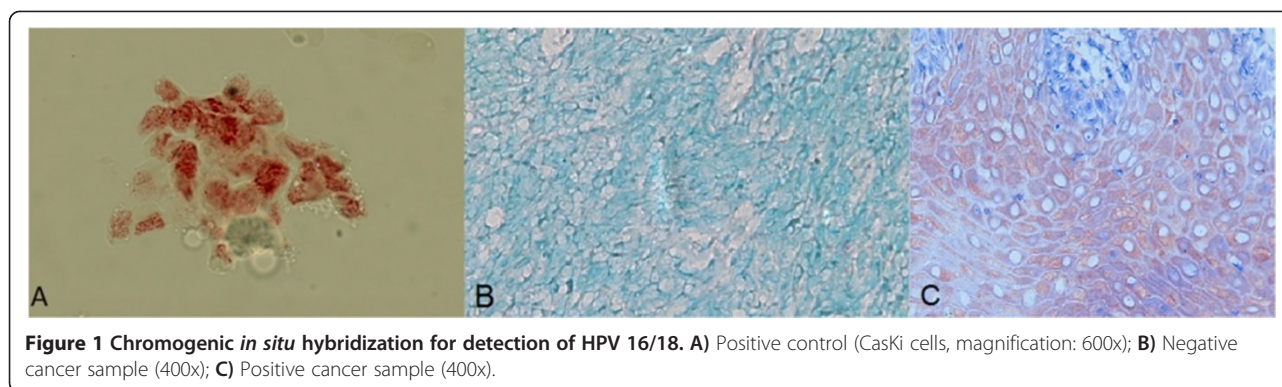 A
B
C
Figure 1 Chromogenic in situ hybridization for detection of HPV 16/18. A) Positive control (CasKi cells, magnification: 600x); B) Negative
cancer sample (400x); C) Positive cancer sample (400x).